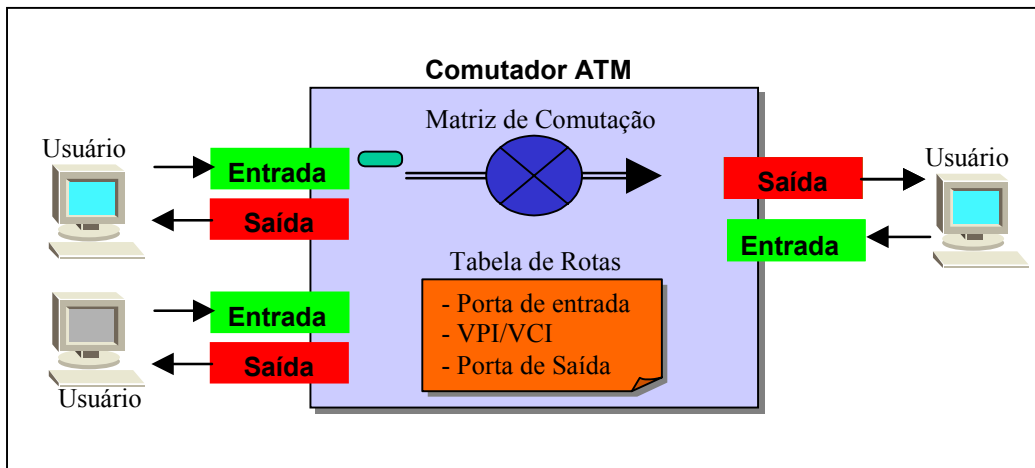 Comutador ATM
Matriz de Comutação
Usuário
Entrada
Saída
Saída
Entrada
Usuário
Tabela de Rotas
- Porta de entrada
- VPI/VCI
- Porta de Saída
Entrada
Saída
Usuário